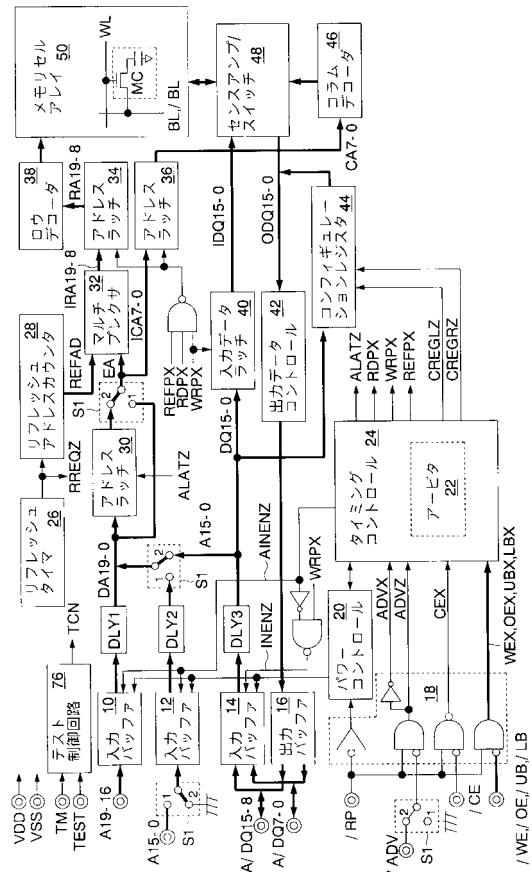 VDD
VSS
TM
TEST
テスト
制御回路
76
TCN
リフレッシュ
タイマ
26
RREQZ
リフレッシュ
アドレスカウンタ
28
REFAD
ロウデコーダ
38
RA19-8
メモリセル
アレイ
50
WL
MC
BL, / BL
A19-16
入力
バッファ
10
DLY1
DA19-0
アドレス
ラッチ
30
ALATZ
S1
2
1
EA
マルチ
プレクサ
32
IRA19-8
アドレス
ラッチ
34
ICA7-0
アドレス
ラッチ
36
A15-0
S1
1
2
入力
バッファ
12
DLY2
S1
1
2
A15-0
REFPX
RDPX
WRPX
A/ DQ15-8
A/ DQ7-0
入力
バッファ
14
DLY3
DQ15-0
入力データ
ラッチ
40
IDQ15-0
センスアンプ/
スイッチ
48
出力
バッファ
16
INENZ
AINENZ
WRPX
出力データ
コントロール
42
ODQ15-0
コラム
デコーダ
46
CA7-0
コンフィギュレー
ションレジスタ
44
/ RP
パワー
コントロール
20
タイミング
コントロール
24
アービタ
22
ALATZ
RDPX
WRPX
REFPX
CREGLZ
CREGRZ
18
ADVX
ADVZ
CEX
WEX,OEX,UBX,LBX
/ ADV
S1
2
1
/ CE
/ WE,/ OE,/ UB,/ LB